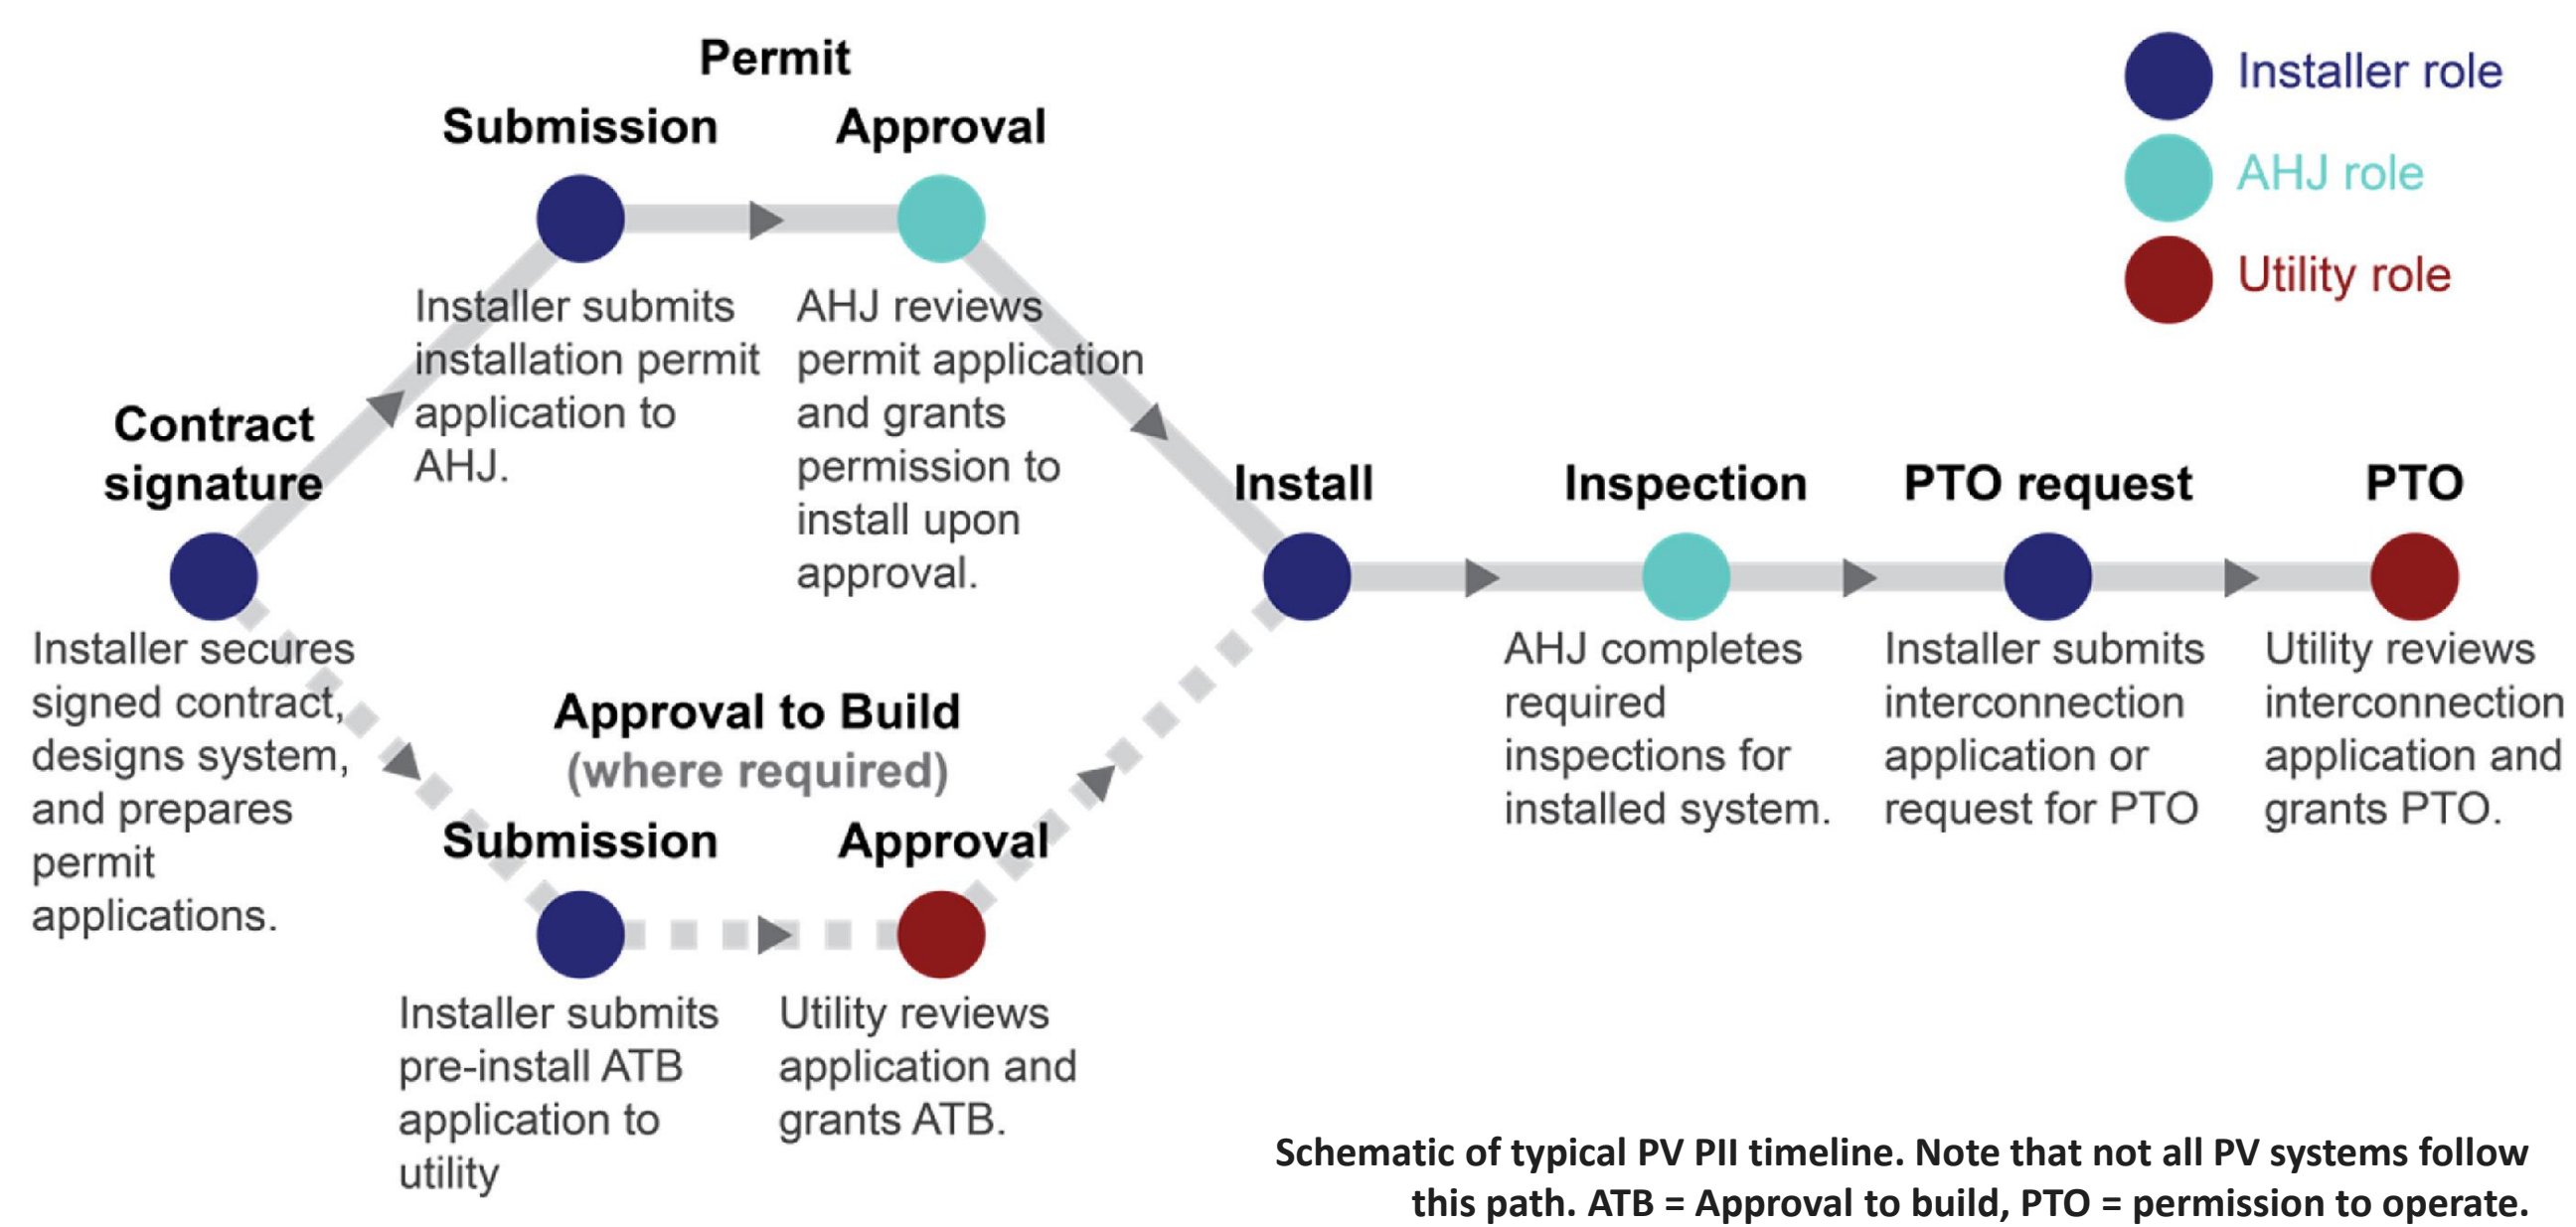 Permit
Submission
Approval
Installer submits
installation permit
application to
AHJ.
AHJ reviews
permit application
and grants
permission to
install upon
approval.
Installer role
AHJ role
Utility role
Contract
signature
Installer secures
signed contract,
designs system,
and prepares
permit
applications.
Approval to Build
(where required)
Submission
Approval
Installer submits
pre-install ATB
application to
utility
Utility reviews
application and
grants ATB.
Install
Inspection
AHJ completes
required
inspections for
installed system.
PTO request
Installer submits
interconnection
application or
request for PTO
PTO
Utility reviews
interconnection
application and
grants PTO.
Schematic of typical PV PII timeline. Note that not all PV systems follow
this path. ATB = Approval to build, PTO = permission to operate.